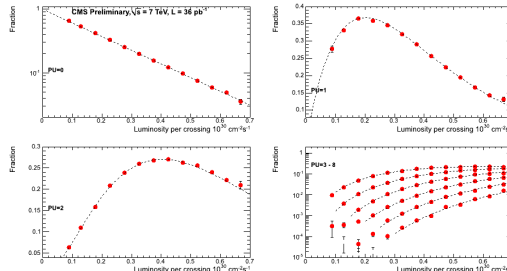 CMS Preliminary, √s = 7 TeV, L = 36 pb⁻¹
Fraction
1
10⁻¹
PU=0
0 0.1 0.2 0.3 0.4 0.5 0.6 0.7
Luminosity per crossing 10³⁰ cm⁻²s⁻¹
Fraction
0.4
0.35
0.3
0.25
0.2
0.15
0.1
PU=1
0 0.1 0.2 0.3 0.4 0.5 0.6
Luminosity per crossing 10³⁰ cm⁻²s⁻¹
Fraction
0.3
0.25
0.2
0.15
0.1
0.05
PU=2
0 0.1 0.2 0.3 0.4 0.5 0.6 0.7
Luminosity per crossing 10³⁰ cm⁻²s⁻¹
Fraction
1
10⁻¹
10⁻²
10⁻³
10⁻⁴
10⁻⁵
PU=3 - 8
0 0.1 0.2 0.3 0.4 0.5 0.6
Luminosity per crossing 10³⁰ cm⁻²s⁻¹